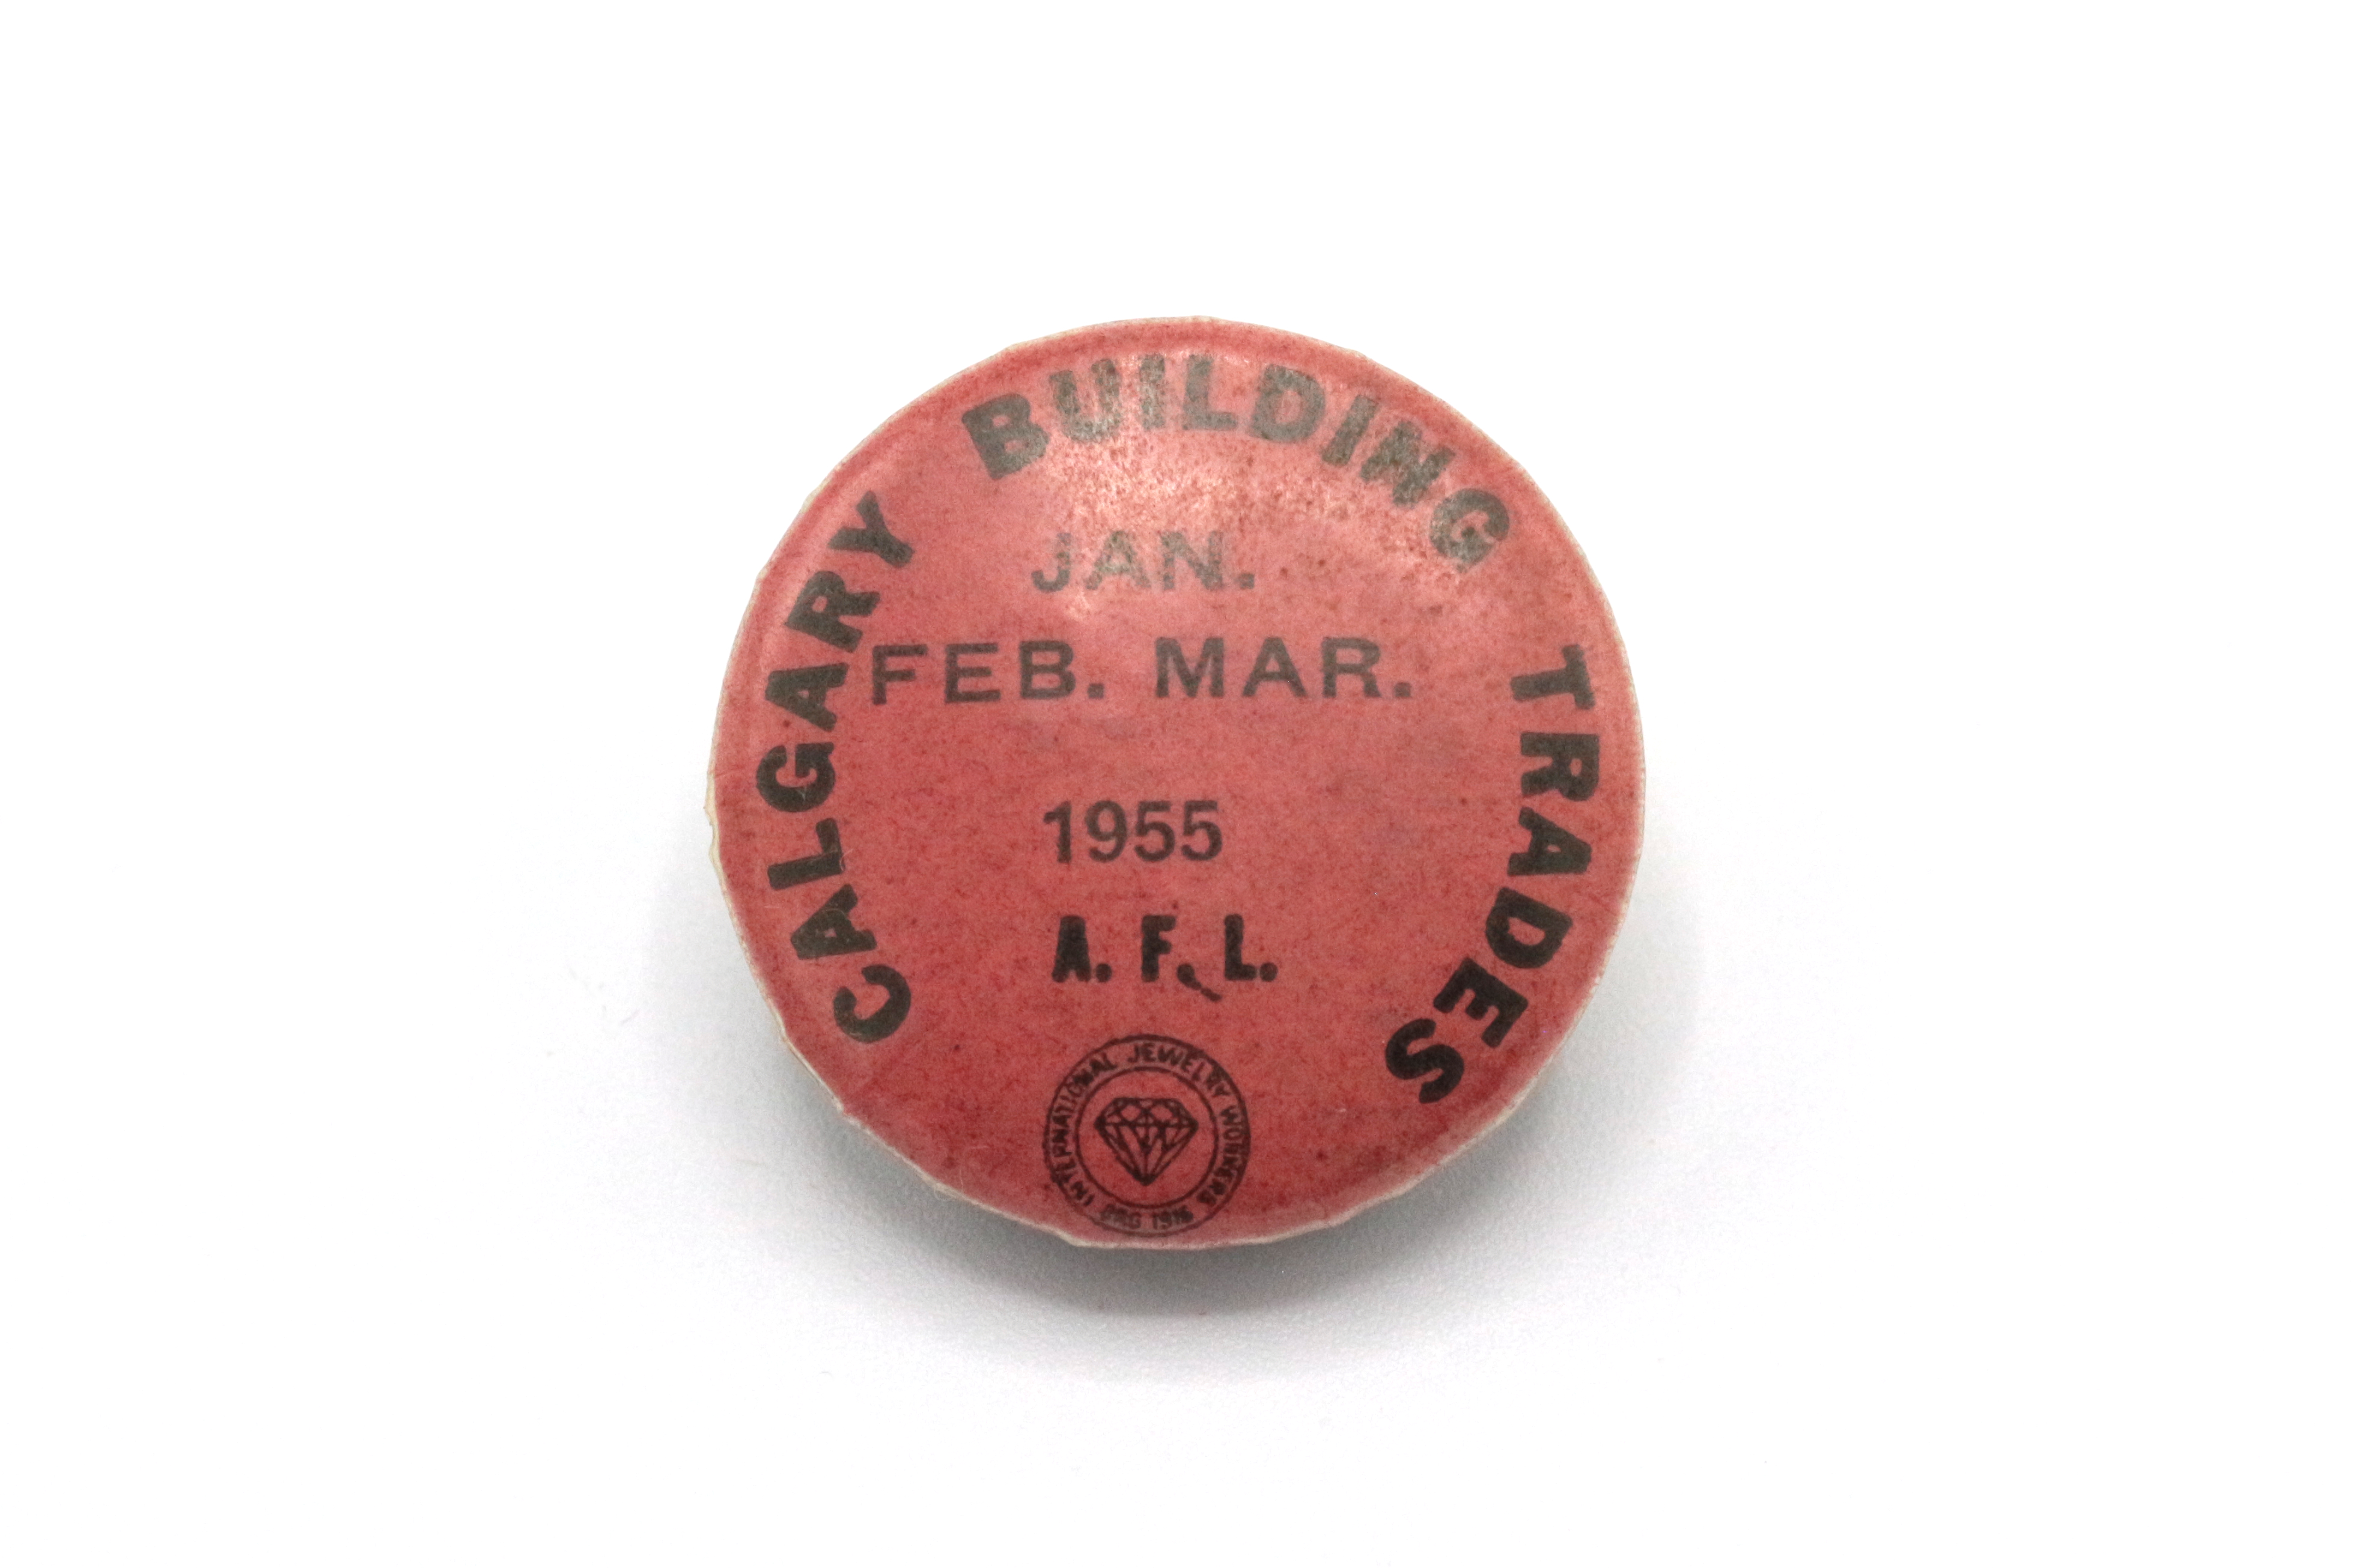 CALGARY BUILDING TRADES
JAN.
FEB. MAR.
1955
A. F. L.
INTERNATIONAL JEWELRY WORKERS
ORG 1916